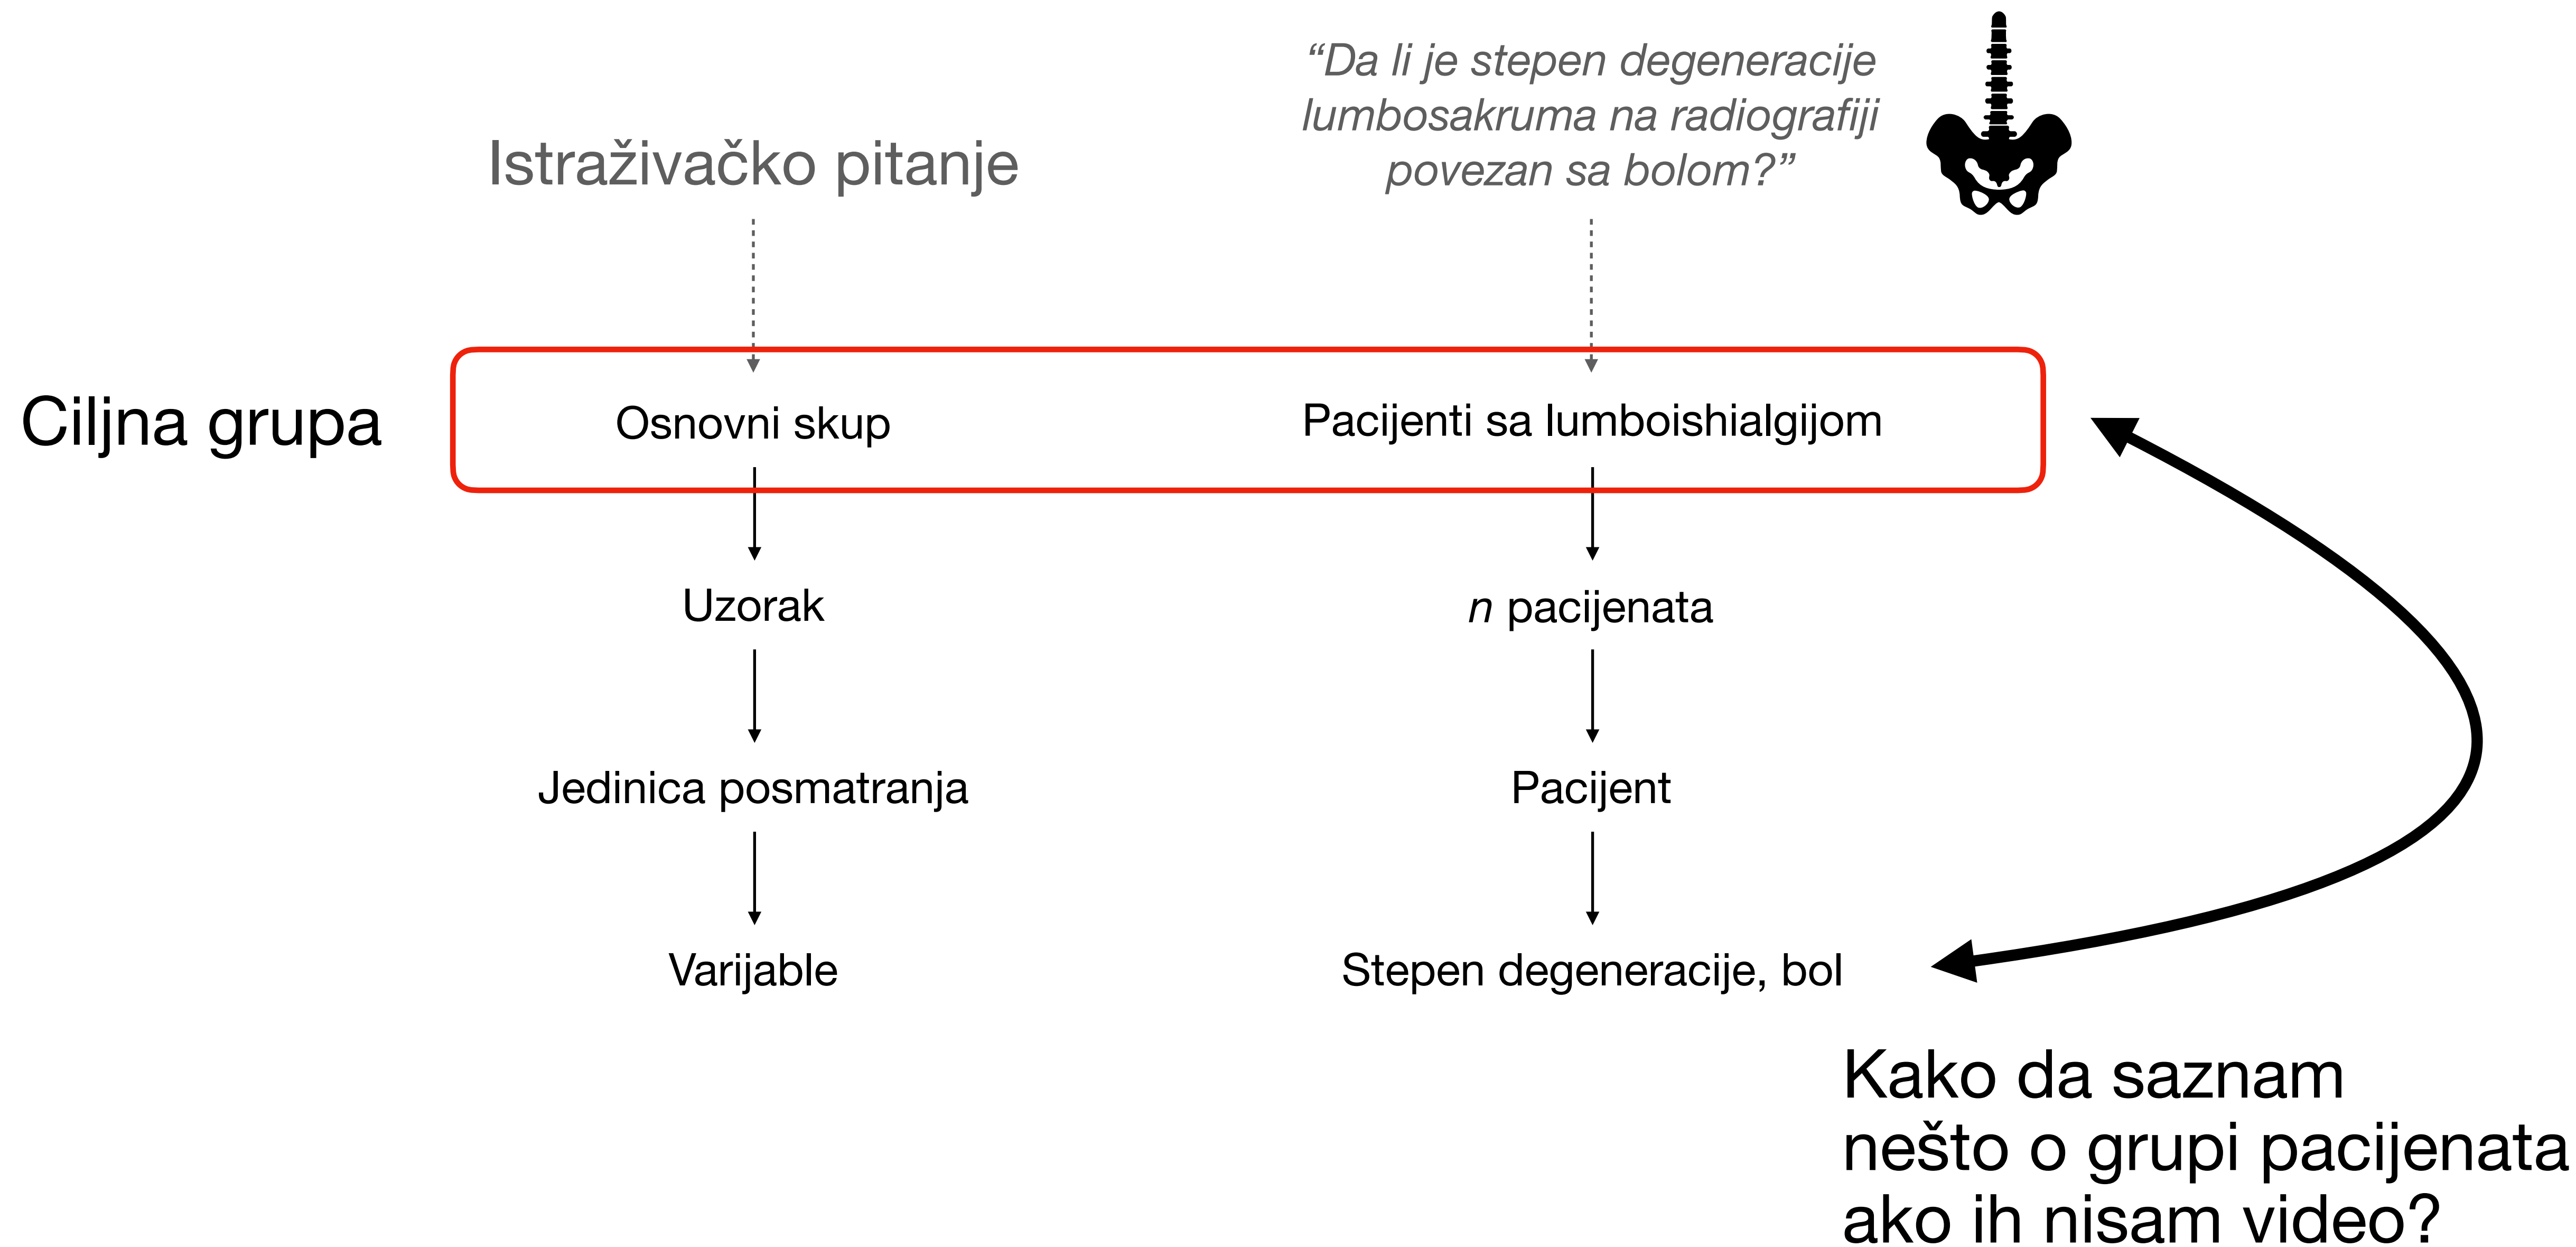 “Da li je stepen degeneracije
lumbosakruma na radiografiji
povezan sa bolom?”
Istraživačko pitanje
Ciljna grupa
Osnovni skup
Pacijenti sa lumboishialgijom
Uzorak
n pacijenata
Jedinica posmatranja
Pacijent
Varijable
Stepen degeneracije, bol
Kako da saznam
nešto o grupi pacijenata
ako ih nisam video?